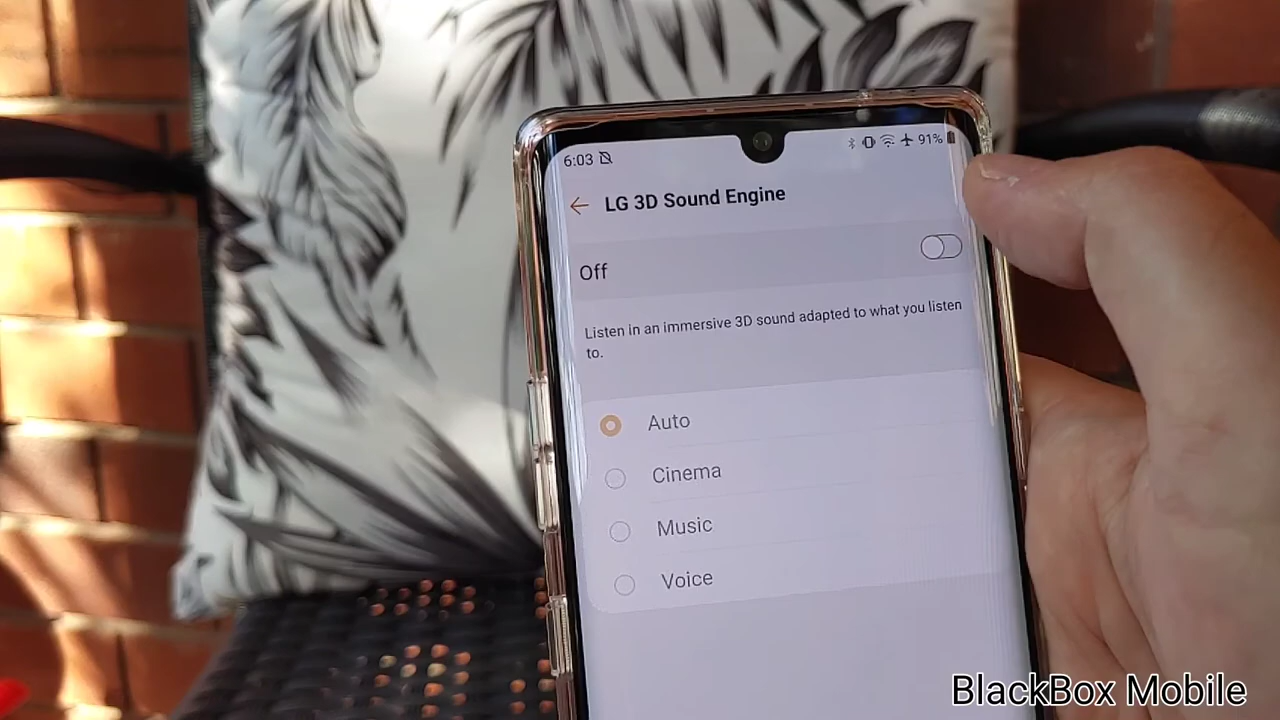 6:03
91%
LG 3D Sound Engine
Off
Listen in an immersive 3D sound adapted to what you listen
to.
Auto
Cinema
Music
Voice
BlackBox Mobile